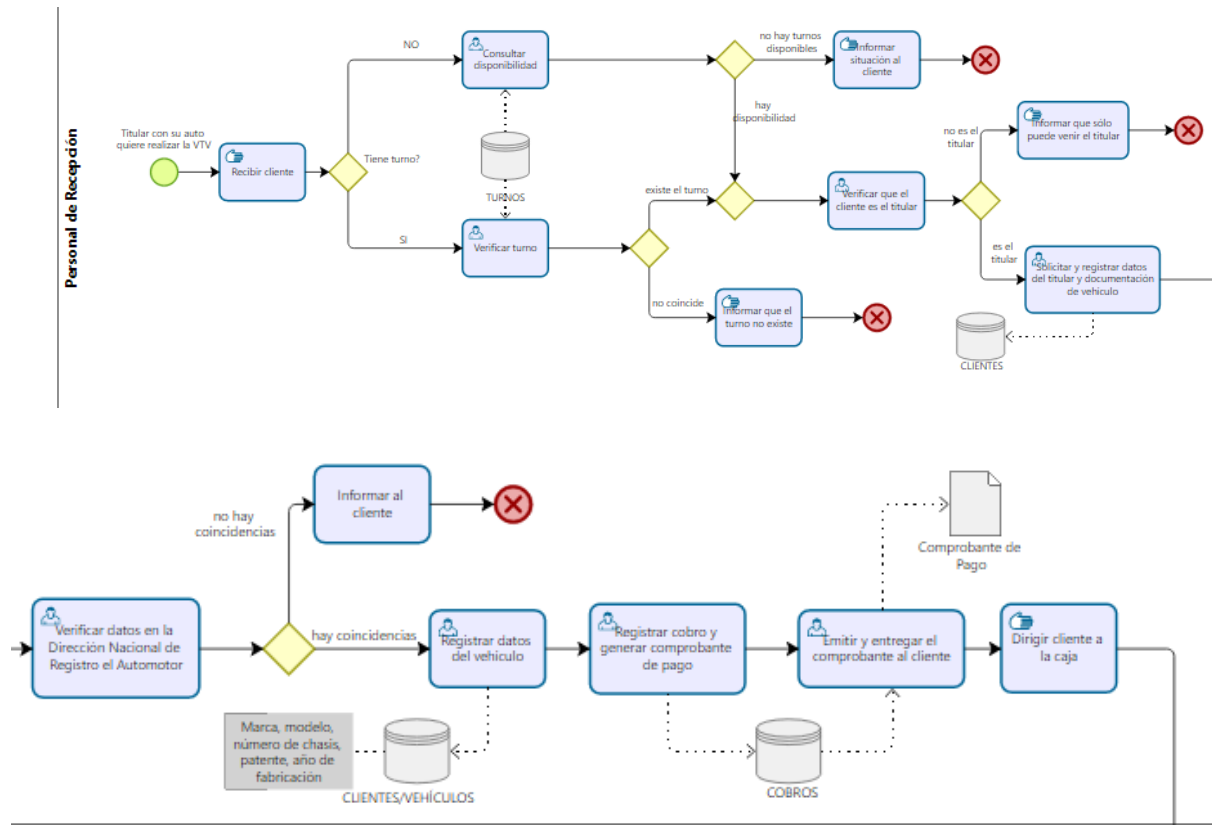 Personal de Recepción
Titular con su auto
quiere realizar la VTV
Recibir cliente
Tiene turno?
NO
SI
Consultar
disponibilidad
TURNOS
Verificar turno
no hay turnos
disponibles
hay
disponibilidad
Informar
situación al
cliente
existe el turno
no coincide
Informar que el
turno no existe
Verificar que el
cliente es el titular
no es el
titular
es el
titular
Informar que sólo
puede venir el titular
Solicitar y registrar datos
del titular y documentación
de vehículo
CLIENTES
Verificar datos en la
Dirección Nacional de
Registro el Automotor
no hay
coincidencias
Informar al
cliente
hay coincidencias
Registrar datos
del vehículo
Marca, modelo,
número de chasis,
patente, año de
fabricación
CLIENTES/VEHÍCULOS
Registrar cobro y
generar comprobante
de pago
COBROS
Emitir y entregar el
comprobante al cliente
Comprobante de
Pago
Dirigir cliente a
la caja